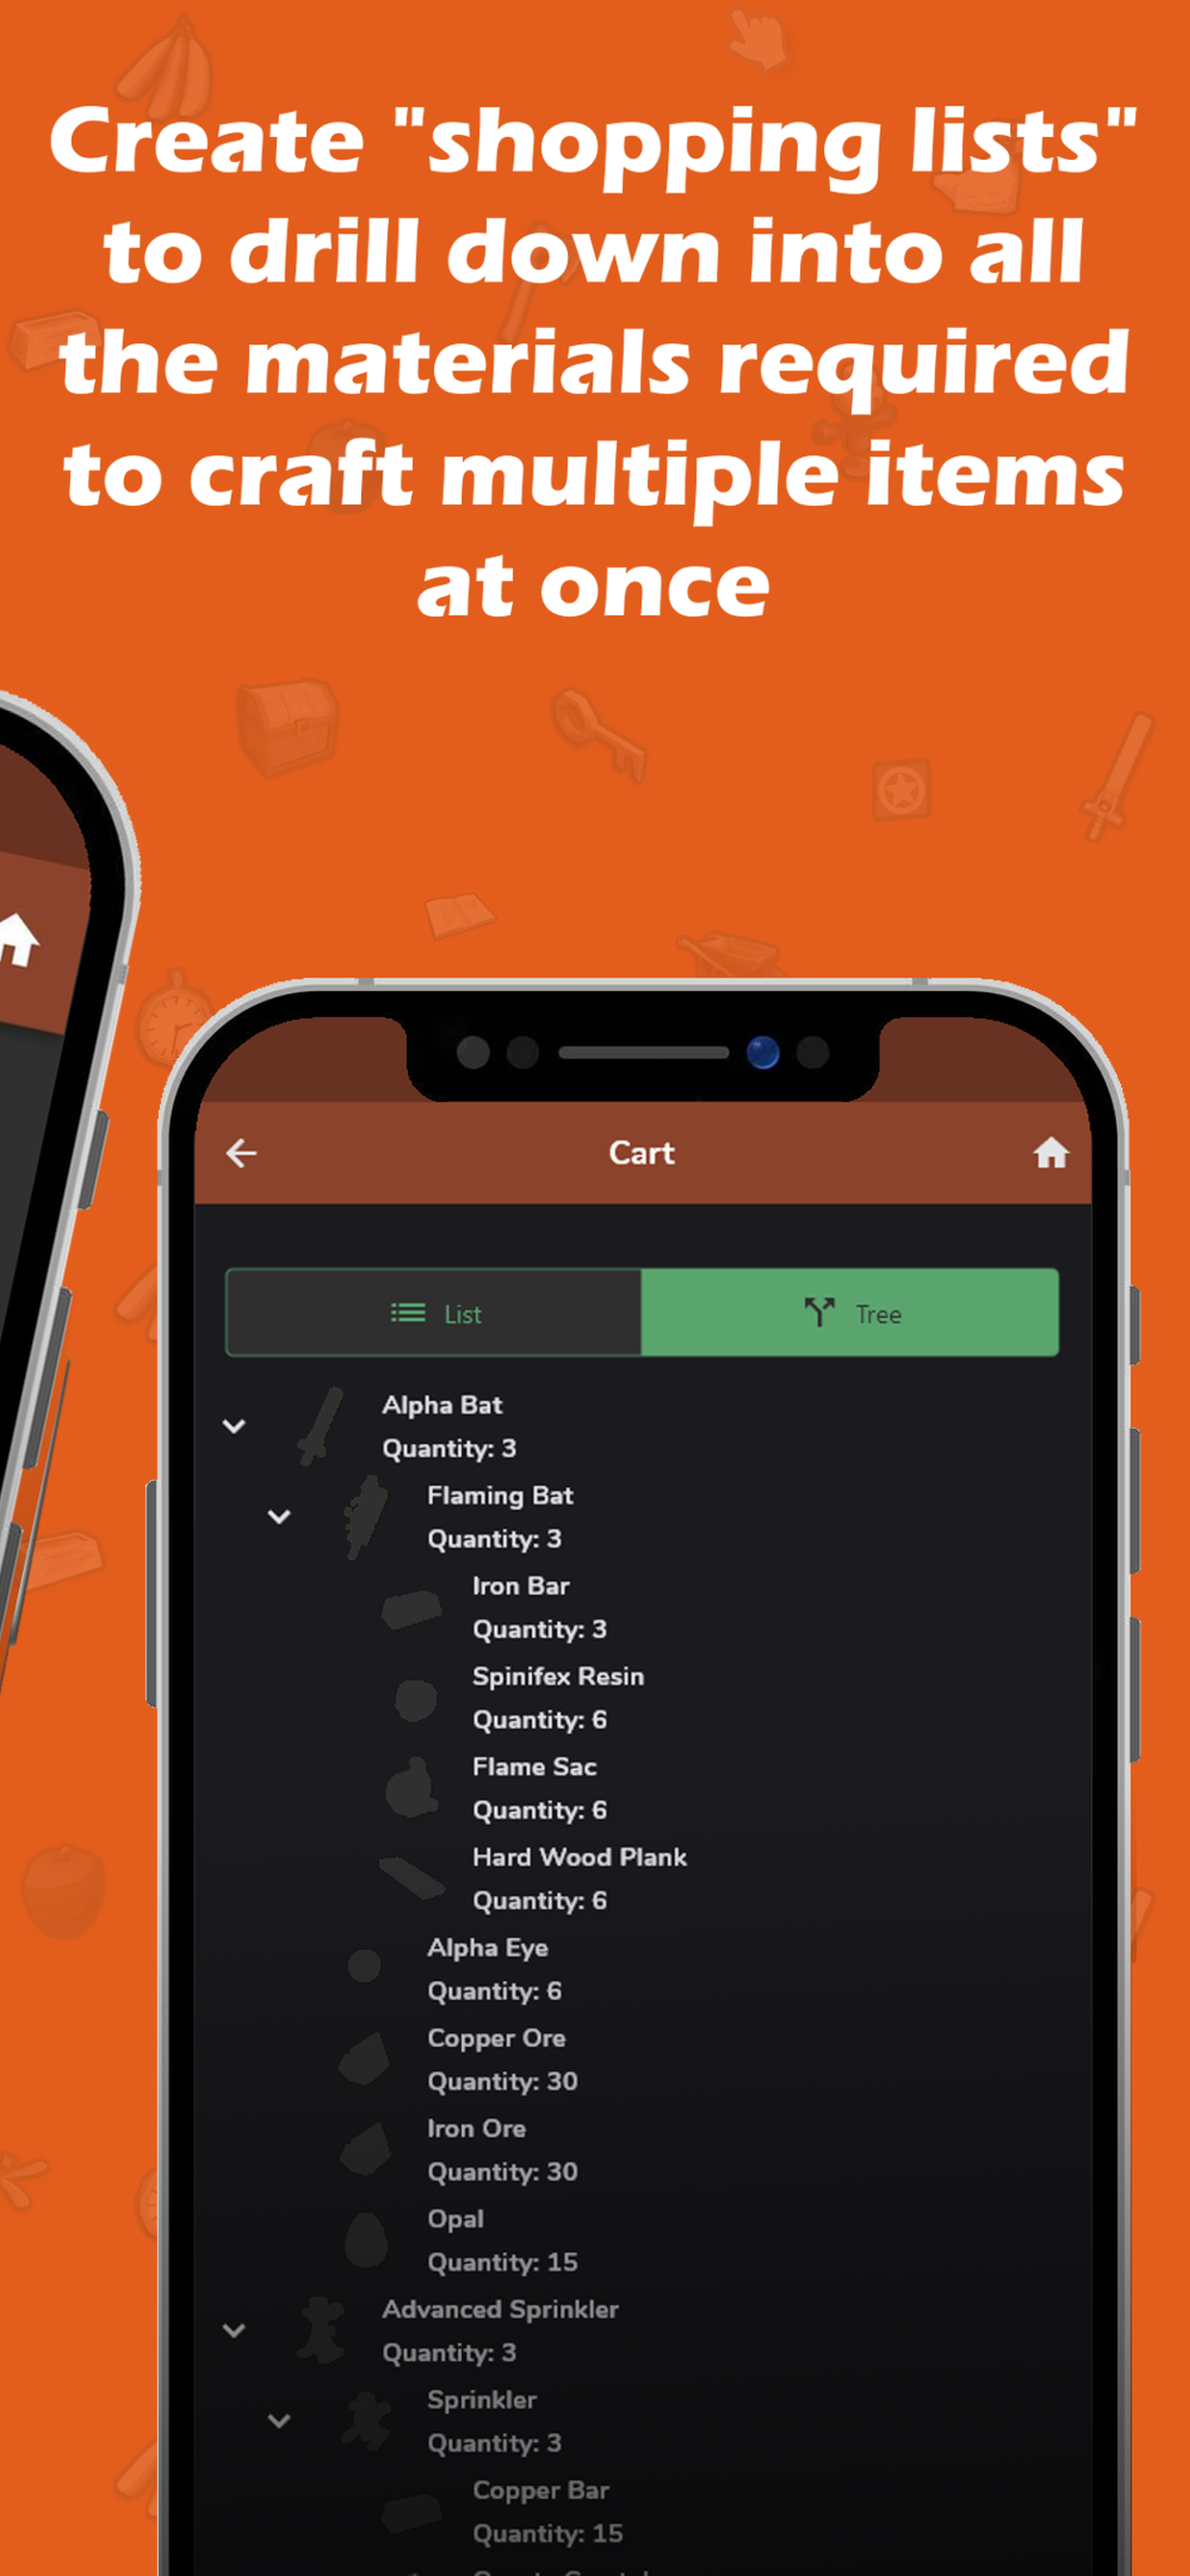 Create "shopping lists"
to drill down into all
the materials required
to craft multiple items
at once
Cart
List
Tree
Alpha Bat
Quantity: 3
Flaming Bat
Quantity: 3
Iron Bar
Quantity: 3
Spinifex Resin
Quantity: 6
Flame Sac
Quantity: 6
Hard Wood Plank
Quantity: 6
Alpha Eye
Quantity: 6
Copper Ore
Quantity: 30
Iron Ore
Quantity: 30
Opal
Quantity: 15
Advanced Sprinkler
Quantity: 3
Sprinkler
Quantity: 3
Copper Bar
Quantity: 15